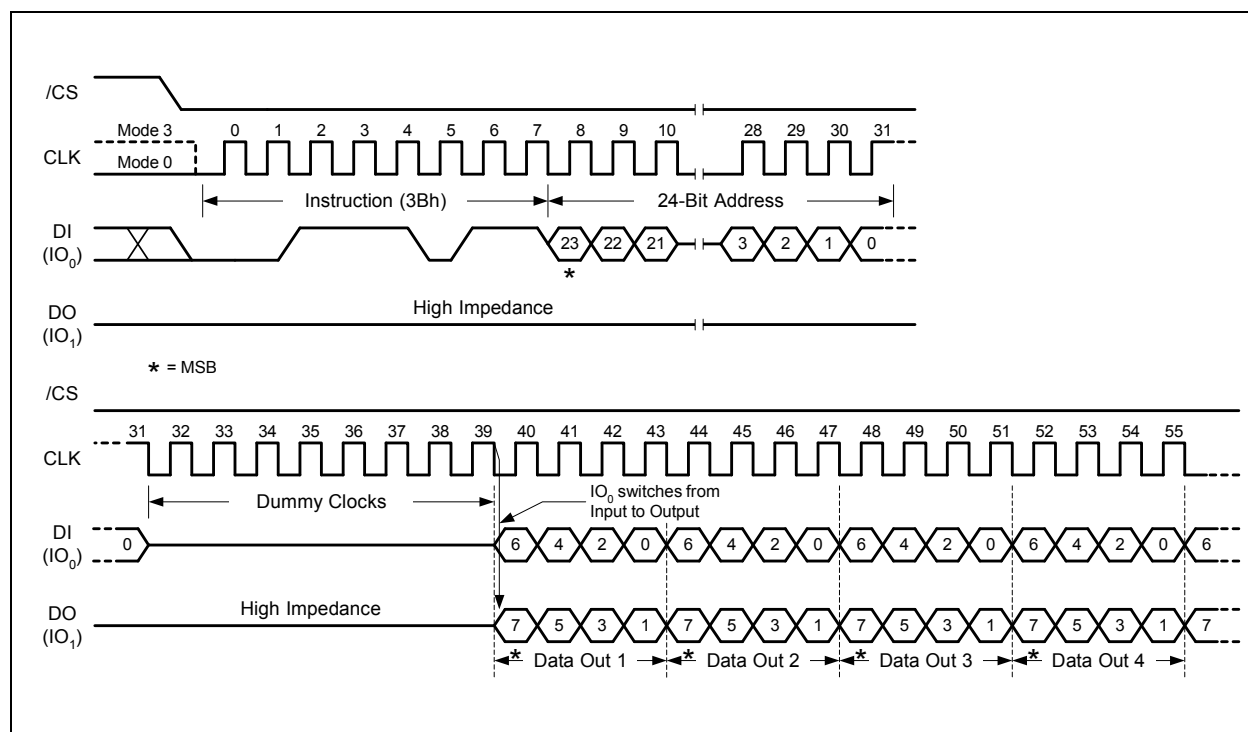 /CS
Mode 3
0 1 2 3 4 5 6 7 8 9 10 28 29 30 31
CLK
Mode 0
Instruction (3Bh)
24-Bit Address
DI
(IO0)
23 22 21 3 2 1 0
*
High Impedance
DO
(IO1)
* = MSB
/CS
31 32 33 34 35 36 37 38 39 40 41 42 43 44 45 46 47 48 49 50 51 52 53 54 55
CLK
Dummy Clocks
IO0 switches from
Input to Output
DI
(IO0)
0 6 4 2 0 6 4 2 0 6 4 2 0 6 4 2 0 6
High Impedance
DO
(IO1)
7 5 3 1 7 5 3 1 7 5 3 1 7 5 3 1 7
* Data Out 1 * Data Out 2 * Data Out 3 * Data Out 4